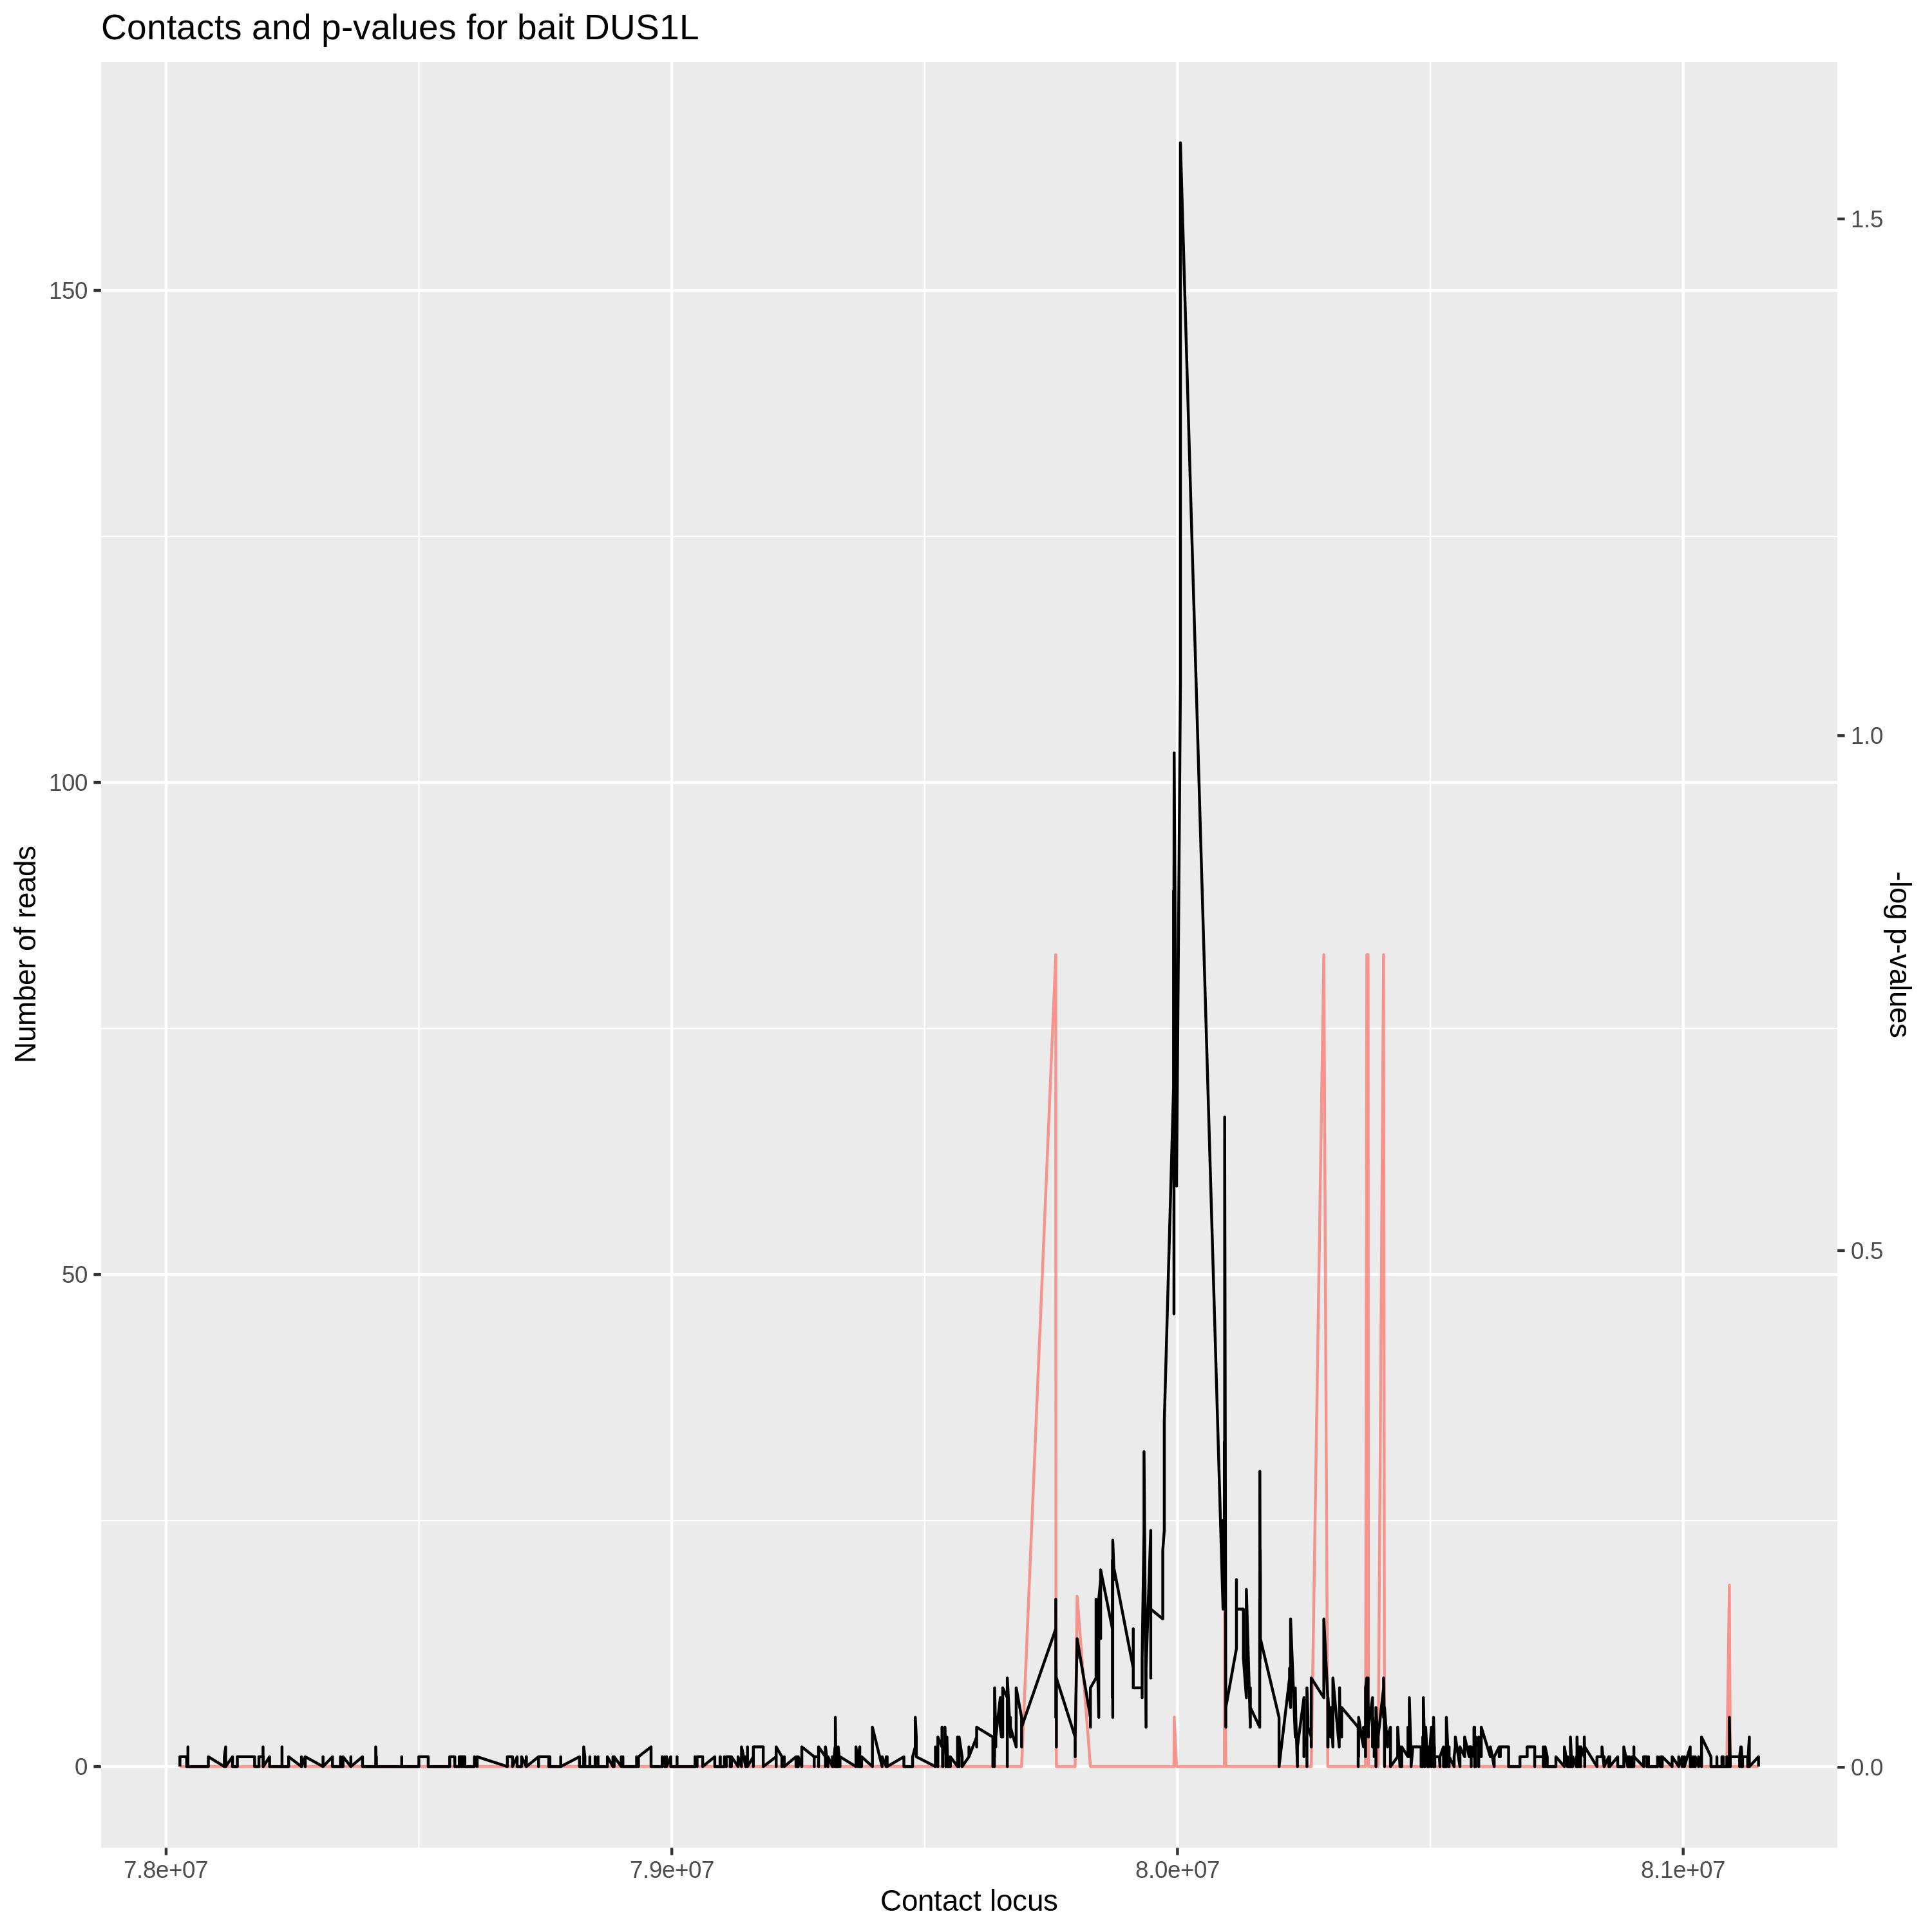 Contacts and p-values for bait DUS1L
Number of reads
150
100
50
0
1.5
1.0
0.5
0.0
-log p-values
7.8e+07
7.9e+07
8.0e+07
8.1e+07
Contact locus